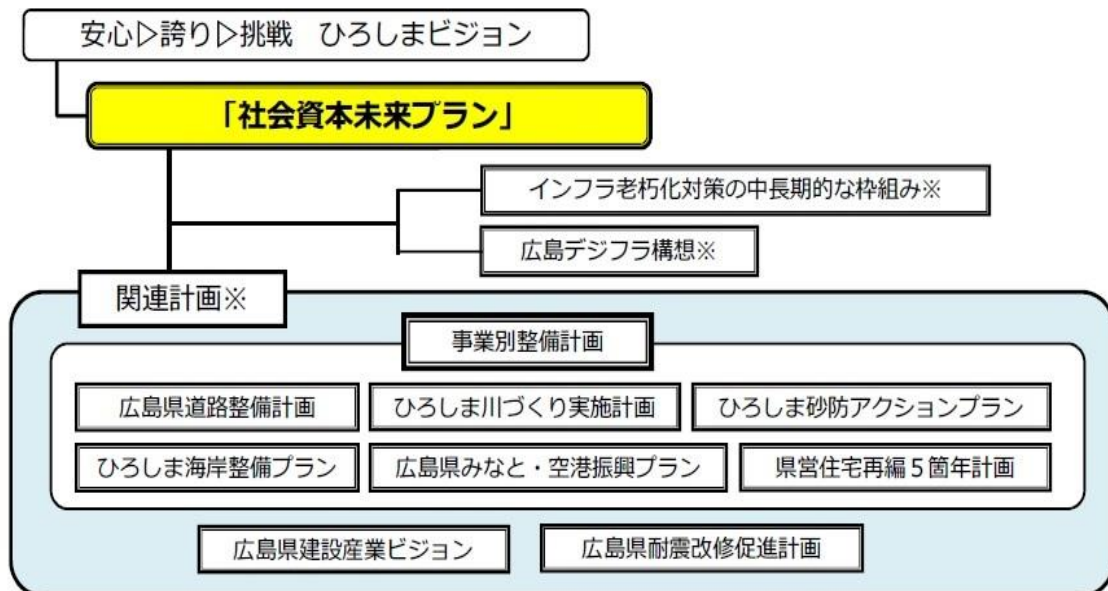 安心▷誇り▷挑戦　ひろしまビジョン
「社会資本未来プラン」
インフラ老朽化対策の中長期的な枠組み※
広島デジフラ構想※
関連計画※
事業別整備計画
広島県道路整備計画
ひろしま川づくり実施計画
ひろしま砂防アクションプラン
ひろしま海岸整備プラン
広島県みなと・空港振興プラン
県営住宅再編５箇年計画
広島県建設産業ビジョン
広島県耐震改修促進計画